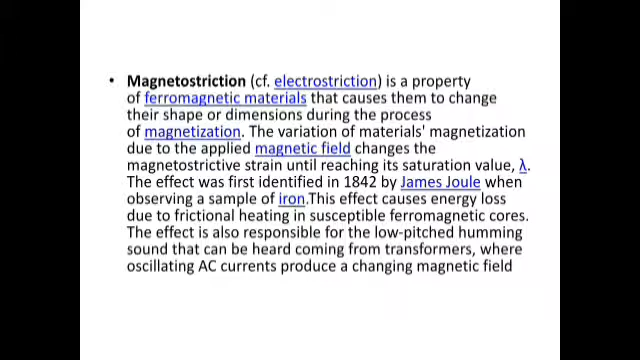 • Magnetostriction (cf. electrostriction) is a property
of ferromagnetic materials that causes them to change
their shape or dimensions during the process
of magnetization. The variation of materials' magnetization
due to the applied magnetic field changes the
magnetostrictive strain until reaching its saturation value, λ.
The effect was first identified in 1842 by James Joule when
observing a sample of iron.This effect causes energy loss
due to frictional heating in susceptible ferromagnetic cores.
The effect is also responsible for the low-pitched humming
sound that can be heard coming from transformers, where
oscillating AC currents produce a changing magnetic field